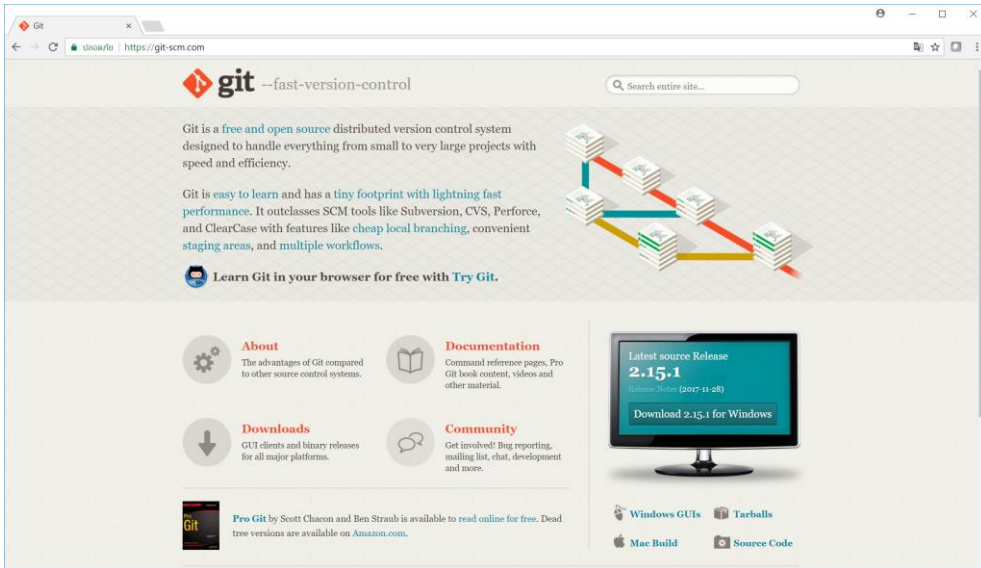 Git
ปลอดภัย | https://git-scm.com
git --fast-version-control
Search entire site...
Git is a free and open source distributed version control system
designed to handle everything from small to very large projects with
speed and efficiency.
Git is easy to learn and has a tiny footprint with lightning fast
performance. It outclasses SCM tools like Subversion, CVS, Perforce,
and ClearCase with features like cheap local branching, convenient
staging areas, and multiple workflows.
Learn Git in your browser for free with Try Git.
About
The advantages of Git compared
to other source control systems.
Documentation
Command reference pages, Pro
Git book content, videos and
other material.
Downloads
GUI clients and binary releases
for all major platforms.
Community
Get involved! Bug reporting,
mailing list, chat, development
and more.
Latest source Release
2.15.1
Release Notes (2017-11-28)
Download 2.15.1 for Windows
Pro
Git
Pro Git by Scott Chacon and Ben Straub is available to read online for free. Dead
tree versions are available on Amazon.com.
Windows GUIs
Tarballs
Mac Build
Source Code